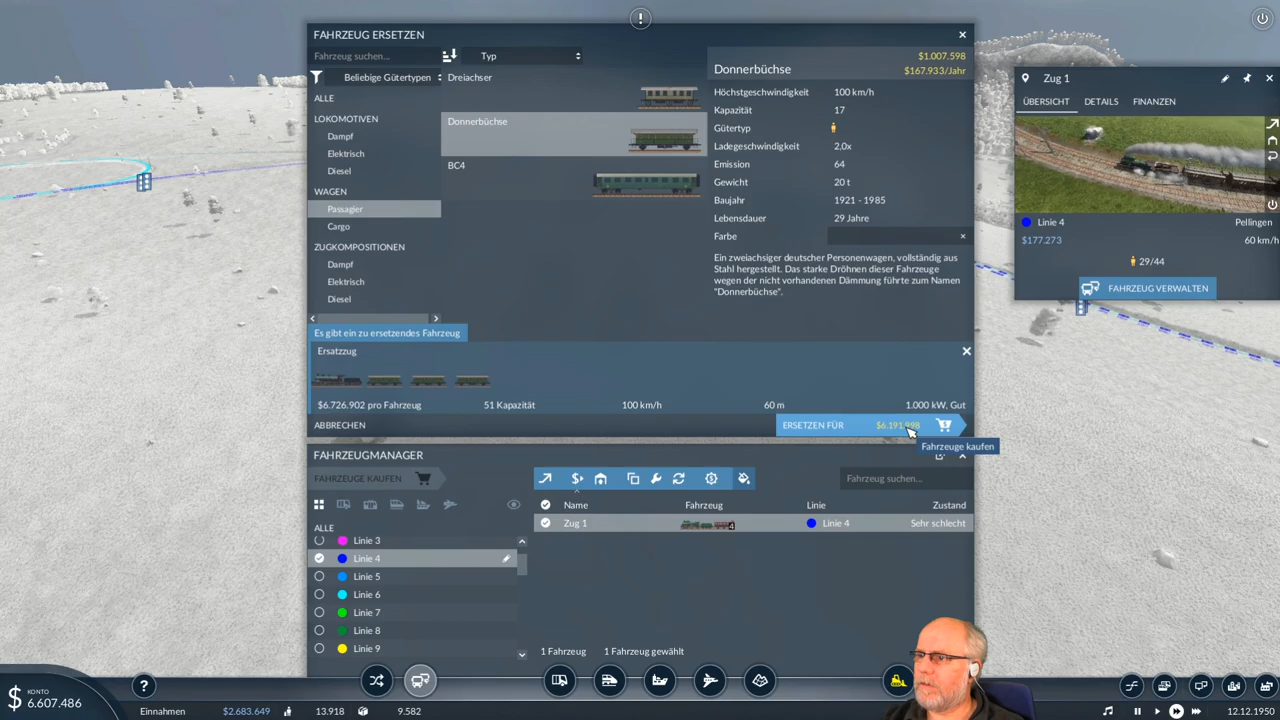 FAHRZEUG ERSETZEN
Fahrzeug suchen...
Typ
Beliebige Gütertypen
ALLE
LOKOMOTIVEN
Dampf
Elektrisch
Diesel
WAGEN
Passagier
Cargo
ZUGKOMPOSITIONEN
Dampf
Elektrisch
Diesel
Dreiachser
Donnerbüchse
BC4
$1.007.598
Donnerbüchse
$167.933/Jahr
Höchstgeschwindigkeit 100 km/h
Kapazität 17
Gütertyp
Ladegeschwindigkeit 2,0x
Emission 64
Gewicht 20 t
Baujahr 1921 - 1985
Lebensdauer 29 Jahre
Farbe
Ein zweiachsiger deutscher Personenwagen, vollständig aus
Stahl hergestellt. Das starke Dröhnen dieser Fahrzeuge
wegen der nicht vorhandenen Dämmung führte zum Namen
"Donnerbüchse".
Es gibt ein zu ersetzendes Fahrzeug
Ersatzzug
$6.726.902 pro Fahrzeug 51 Kapazität 100 km/h 60 m 1.000 kW, Gut
ABBRECHEN
ERSETZEN FÜR
Fahrzeuge kaufen
Zug 1
ÜBERSICHT DETAILS FINANZEN
Linie 4 Pellingen
$177.273 60 km/h
29/44
FAHRZEUG VERWALTEN
FAHRZEUGMANAGER
FAHRZEUGE KAUFEN
Fahrzeug suchen...
ALLE
Linie 3
Linie 4
Linie 5
Linie 6
Linie 7
Linie 8
Linie 9
Name Fahrzeug Linie Zustand
Zug 1 4 Linie 4 Sehr schlecht
1 Fahrzeug 1 Fahrzeug gewählt
$ KONTO
6.607.486
?
Einnahmen $2.683.649 13.918 9.582
12.12.1950